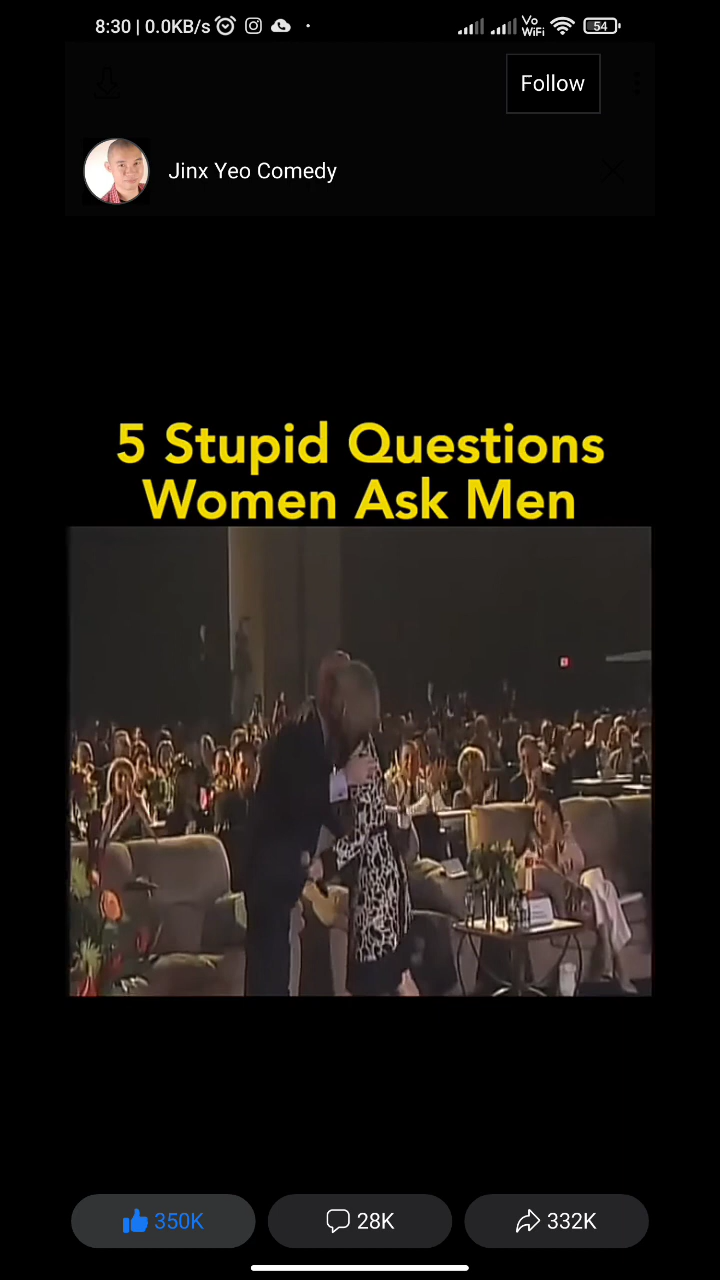 8:30 | 0.0KB/s
Vo
WiFi
54
Follow
Jinx Yeo Comedy
5 Stupid Questions
Women Ask Men
350K
28K
332K